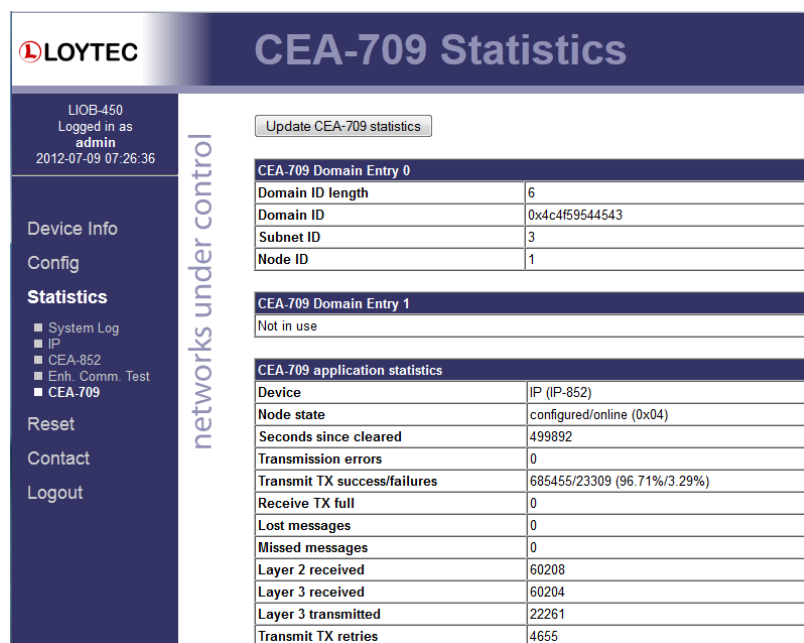 LOYTEC
CEA-709 Statistics
LIOB-450
Logged in as
admin
2012-07-09 07:26:36
Device Info
Config
Statistics
System Log
IP
CEA-852
Enh. Comm. Test
CEA-709
Reset
Contact
Logout
networks under control
Update CEA-709 statistics
CEA-709 Domain Entry 0
Domain ID length 6
Domain ID 0x4c4f59544543
Subnet ID 3
Node ID 1
CEA-709 Domain Entry 1
Not in use
CEA-709 application statistics
Device IP (IP-852)
Node state configured/online (0x04)
Seconds since cleared 499892
Transmission errors 0
Transmit TX success/failures 685455/23309 (96.71%/3.29%)
Receive TX full 0
Lost messages 0
Missed messages 0
Layer 2 received 60208
Layer 3 received 60204
Layer 3 transmitted 22261
Transmit TX retries 4655